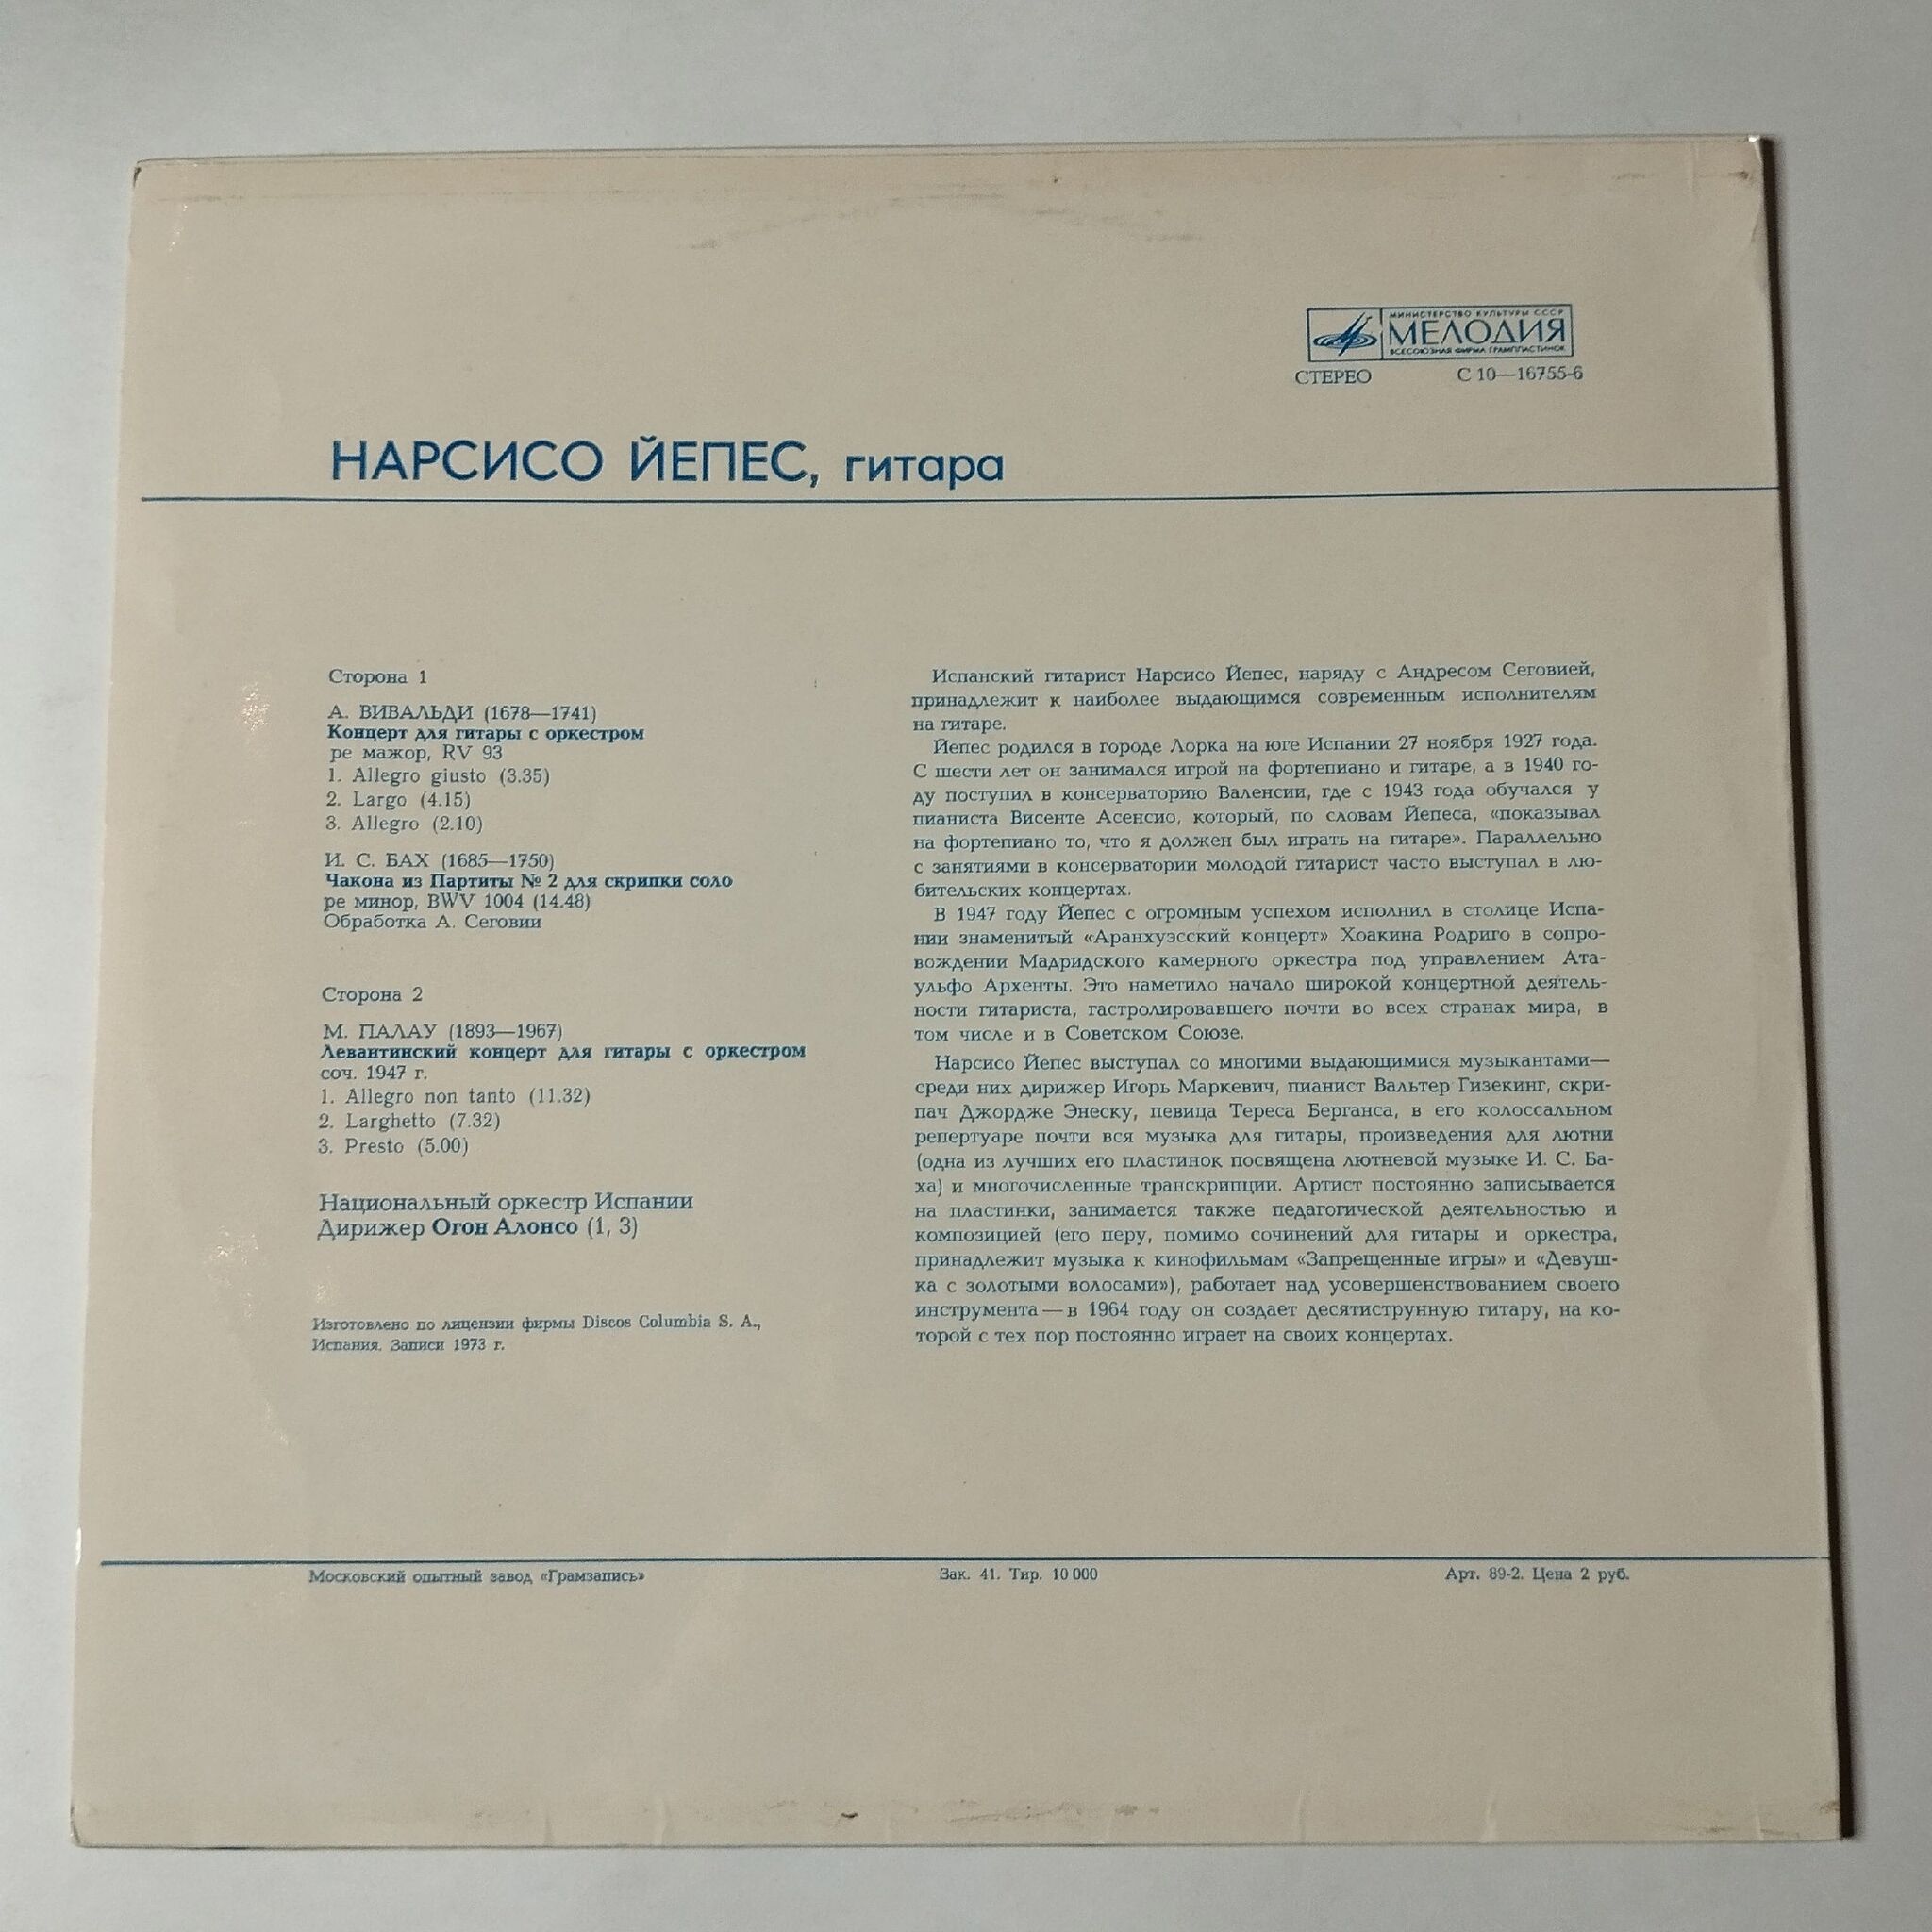 МИНИСТЕРСТВО КУЛЬТУРЫ СССР
МЕЛОДИЯ
ВСЕСОЮЗНАЯ ФИРМА ГРАМПЛАСТИНОК
СТЕРЕО С 10—16755-6
НАРСИСО ЙЕПЕС, гитара
Сторона 1
А. ВИВАЛЬДИ (1678—1741)
Концерт для гитары с оркестром
ре мажор, RV 93
1. Allegro giusto (3.35)
2. Largo (4.15)
3. Allegro (2.10)
И. С. БАХ (1685—1750)
Чакона из Партиты № 2 для скрипки соло
ре минор, BWV 1004 (14.48)
Обработка А. Сеговии
Сторона 2
М. ПАЛАУ (1893—1967)
Левантинский концерт для гитары с оркестром
соч. 1947 г.
1. Allegro non tanto (11.32)
2. Larghetto (7.32)
3. Presto (5.00)
Национальный оркестр Испании
Дирижер Огон Алонсо (1, 3)
Изготовлено по лицензии фирмы Discos Columbia S. A.,
Испания. Записи 1973 г.
Испанский гитарист Нарсисо Йепес, наряду с Андресом Сеговией,
принадлежит к наиболее выдающимся современным исполнителям
на гитаре.
Йепес родился в городе Лорка на юге Испании 27 ноября 1927 года.
С шести лет он занимался игрой на фортепиано и гитаре, а в 1940 го-
ду поступил в консерваторию Валенсии, где с 1943 года обучался у
пианиста Висенте Асенсио, который, по словам Йепеса, «показывал
на фортепиано то, что я должен был играть на гитаре». Параллельно
с занятиями в консерватории молодой гитарист часто выступал в лю-
бительских концертах.
В 1947 году Йепес с огромным успехом исполнил в столице Испа-
нии знаменитый «Аранхуэсский концерт» Хоакина Родриго в сопро-
вождении Мадридского камерного оркестра под управлением Ата-
ульфо Архенты. Это наметило начало широкой концертной деятель-
ности гитариста, гастролировавшего почти во всех странах мира, в
том числе и в Советском Союзе.
Нарсисо Йепес выступал со многими выдающимися музыкантами—
среди них дирижер Игорь Маркевич, пианист Вальтер Гизекинг, скри-
пач Джордже Энеску, певица Тереса Берганса, в его колоссальном
репертуаре почти вся музыка для гитары, произведения для лютни
(одна из лучших его пластинок посвящена лютневой музыке И. С. Ба-
ха) и многочисленные транскрипции. Артист постоянно записывается
на пластинки, занимается также педагогической деятельностью и
композицией (его перу, помимо сочинений для гитары и оркестра,
принадлежит музыка к кинофильмам «Запрещенные игры» и «Девуш-
ка с золотыми волосами»), работает над усовершенствованием своего
инструмента—в 1964 году он создает десятиструнную гитару, на ко-
торой с тех пор постоянно играет на своих концертах.
Московский опытный завод «Грамзапись» Зак. 41. Тир. 10 000 Арт. 89-2. Цена 2 руб.